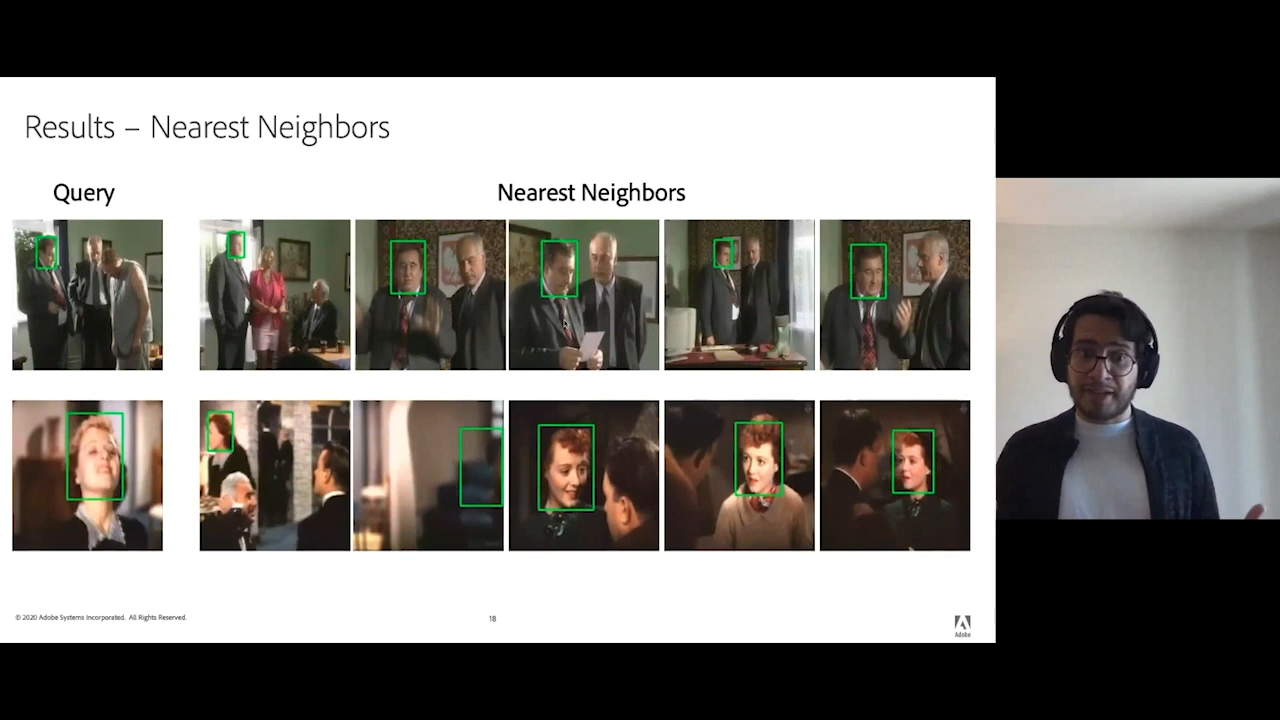 Results – Nearest Neighbors
Query
Nearest Neighbors
© 2020 Adobe Systems Incorporated. All Rights Reserved.
18
Adobe